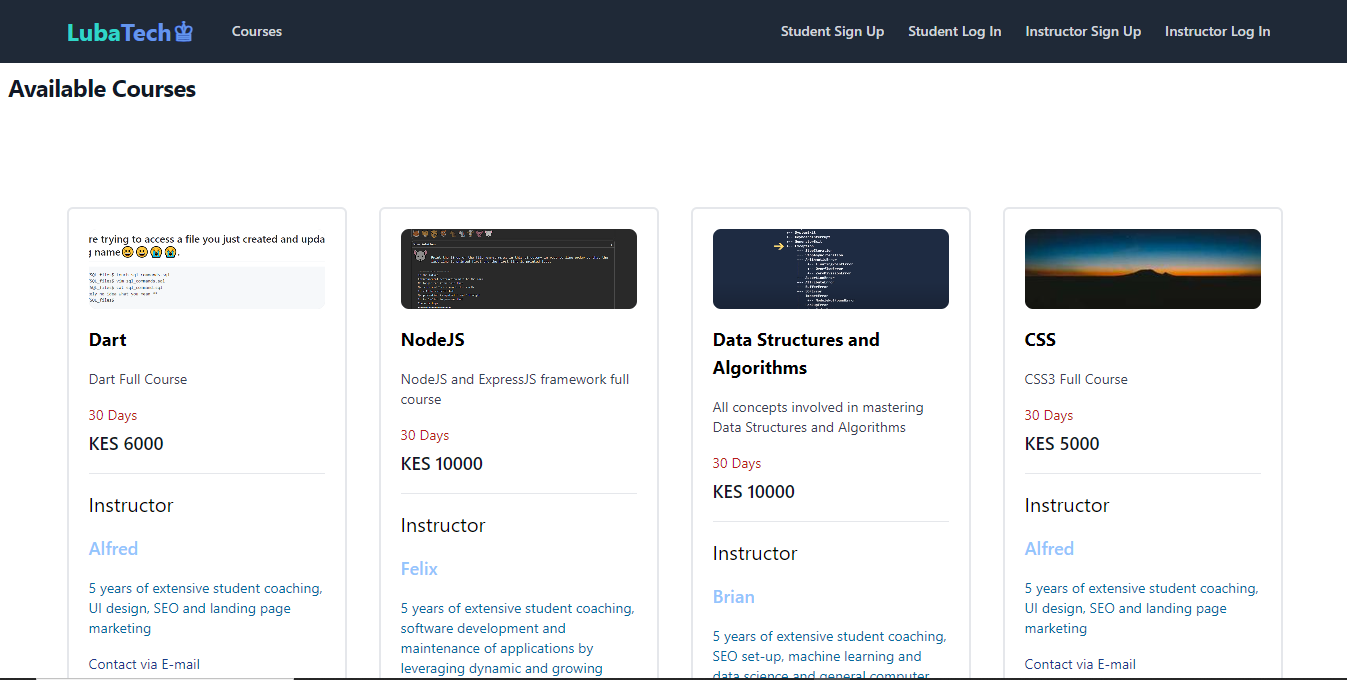 LubaTech
Courses
Student Sign Up
Student Log In
Instructor Sign Up
Instructor Log In
Available Courses
re trying to access a file you just created and upda
g name😕😕😭😭.
Dart
Dart Full Course
30 Days
KES 6000
Instructor
Alfred
5 years of extensive student coaching,
UI design, SEO and landing page
marketing
Contact via E-mail
NodeJS
NodeJS and ExpressJS framework full
course
30 Days
KES 10000
Instructor
Felix
5 years of extensive student coaching,
software development and
maintenance of applications by
leveraging dynamic and growing
Data Structures and
Algorithms
All concepts involved in mastering
Data Structures and Algorithms
30 Days
KES 10000
Instructor
Brian
5 years of extensive student coaching,
SEO set-up, machine learning and
data science and general computer
CSS
CSS3 Full Course
30 Days
KES 5000
Instructor
Alfred
5 years of extensive student coaching,
UI design, SEO and landing page
marketing
Contact via E-mail